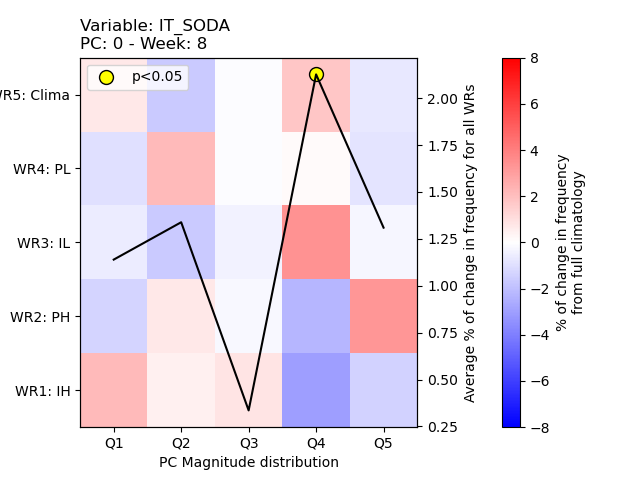 Variable: IT_SODA
PC: 0 - Week: 8
p<0.05
WR5: Clima
WR4: PL
WR3: IL
WR2: PH
WR1: IH
Q1 Q2 Q3 Q4 Q5
PC Magnitude distribution
2.00
1.75
1.50
1.25
1.00
0.75
0.50
0.25
Average % of change in frequency for all WRs
8
6
4
2
0
−2
−4
−6
−8
% of change in frequency
from full climatology